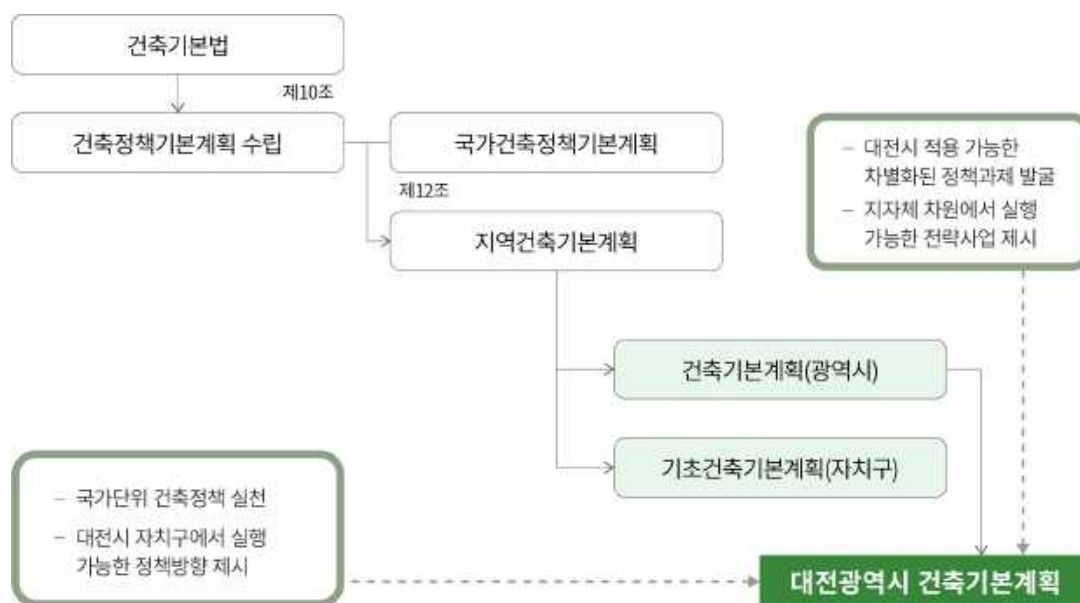 건축기본법
제10조
건축정책기본계획 수립
국가건축정책기본계획
제12조
지역건축기본계획
– 대전시 적용 가능한
차별화된 정책과제 발굴
– 지자체 차원에서 실행
가능한 전략사업 제시
건축기본계획(광역시)
기초건축기본계획(자치구)
– 국가단위 건축정책 실천
– 대전시 자치구에서 실행
가능한 정책방향 제시
대전광역시 건축기본계획